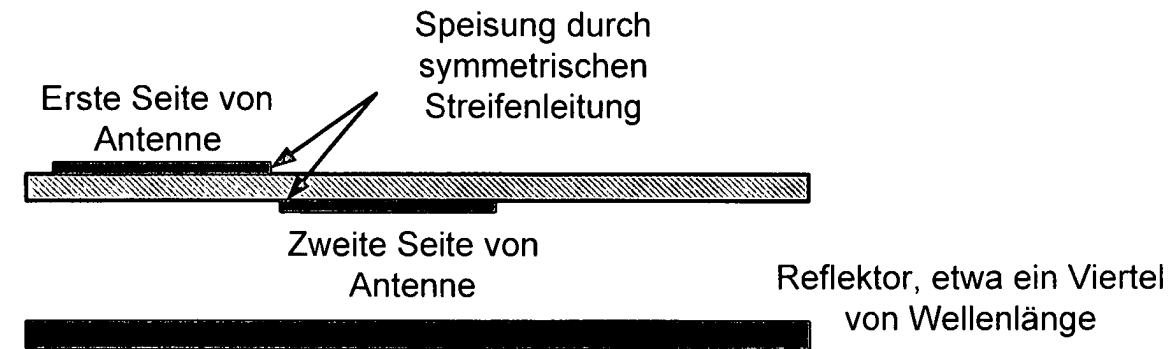 Speisung durch
symmetrischen
Streifenleitung
Erste Seite von
Antenne
Zweite Seite von
Antenne
Reflektor, etwa ein Viertel
von Wellenlänge